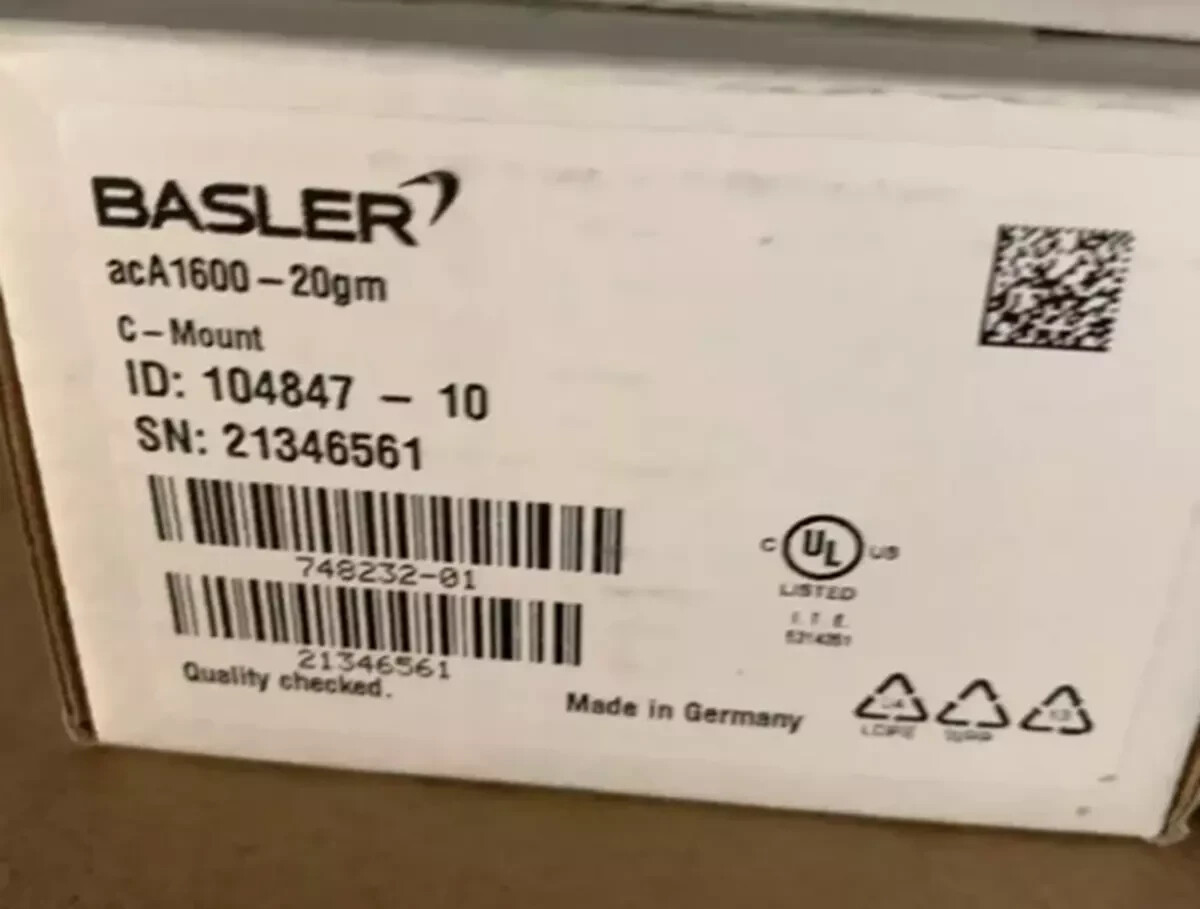 BASLER
acA1600-20gm
C-Mount
ID: 104847 - 10
SN: 21346561
748232-01
21346561
Quality checked.
Made in Germany
C UL US
LISTED
I. T. E.